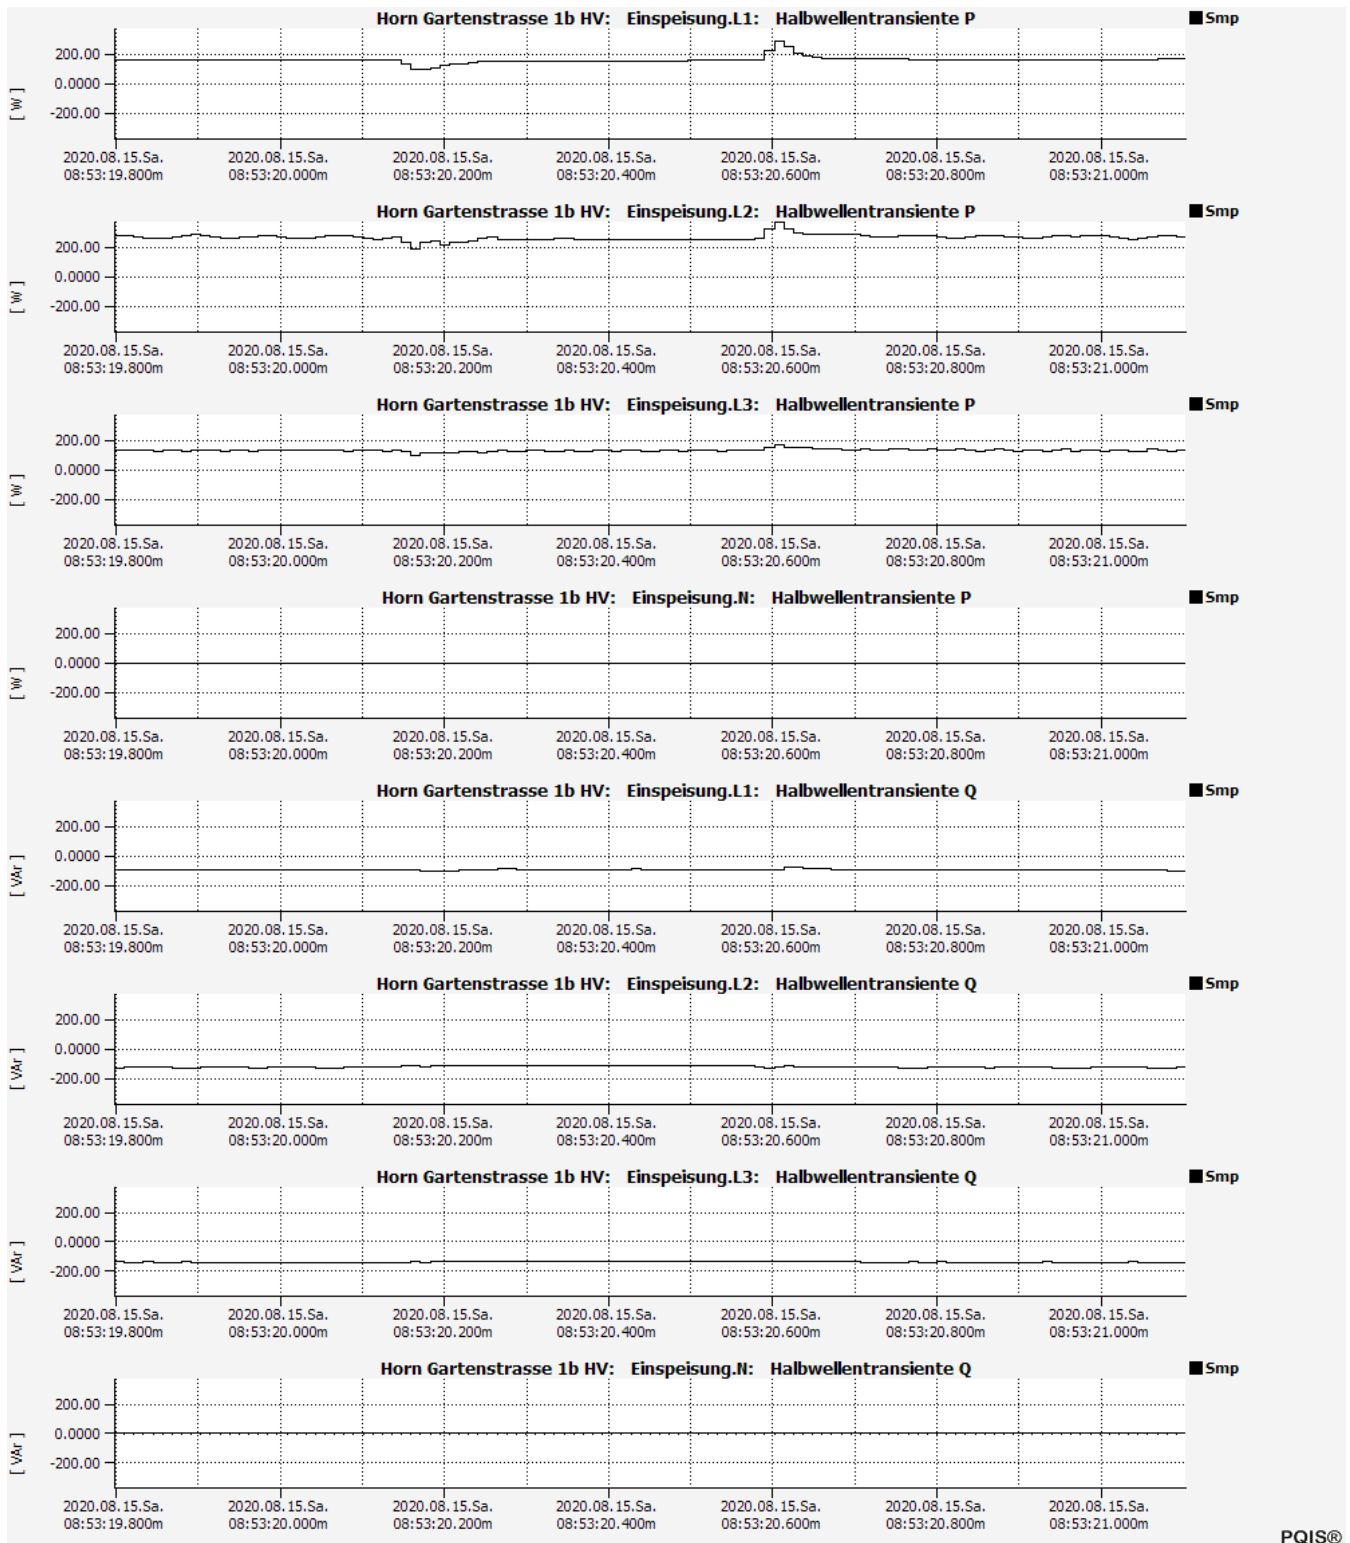 Horn Gartenstrasse 1b HV: Einspeisung.L1: Halbwellentransiente P
Smp
200.00
0.0000
-200.00
[ W ]
2020.08.15.Sa. 2020.08.15.Sa. 2020.08.15.Sa. 2020.08.15.Sa. 2020.08.15.Sa. 2020.08.15.Sa. 2020.08.15.Sa.
08:53:19.800m 08:53:20.000m 08:53:20.200m 08:53:20.400m 08:53:20.600m 08:53:20.800m 08:53:21.000m
Horn Gartenstrasse 1b HV: Einspeisung.L2: Halbwellentransiente P
Smp
200.00
0.0000
-200.00
[ W ]
2020.08.15.Sa. 2020.08.15.Sa. 2020.08.15.Sa. 2020.08.15.Sa. 2020.08.15.Sa. 2020.08.15.Sa. 2020.08.15.Sa.
08:53:19.800m 08:53:20.000m 08:53:20.200m 08:53:20.400m 08:53:20.600m 08:53:20.800m 08:53:21.000m
Horn Gartenstrasse 1b HV: Einspeisung.L3: Halbwellentransiente P
Smp
200.00
0.0000
-200.00
[ W ]
2020.08.15.Sa. 2020.08.15.Sa. 2020.08.15.Sa. 2020.08.15.Sa. 2020.08.15.Sa. 2020.08.15.Sa. 2020.08.15.Sa.
08:53:19.800m 08:53:20.000m 08:53:20.200m 08:53:20.400m 08:53:20.600m 08:53:20.800m 08:53:21.000m
Horn Gartenstrasse 1b HV: Einspeisung.N: Halbwellentransiente P
Smp
200.00
0.0000
-200.00
[ W ]
2020.08.15.Sa. 2020.08.15.Sa. 2020.08.15.Sa. 2020.08.15.Sa. 2020.08.15.Sa. 2020.08.15.Sa. 2020.08.15.Sa.
08:53:19.800m 08:53:20.000m 08:53:20.200m 08:53:20.400m 08:53:20.600m 08:53:20.800m 08:53:21.000m
Horn Gartenstrasse 1b HV: Einspeisung.L1: Halbwellentransiente Q
Smp
200.00
0.0000
-200.00
[ VAr ]
2020.08.15.Sa. 2020.08.15.Sa. 2020.08.15.Sa. 2020.08.15.Sa. 2020.08.15.Sa. 2020.08.15.Sa. 2020.08.15.Sa.
08:53:19.800m 08:53:20.000m 08:53:20.200m 08:53:20.400m 08:53:20.600m 08:53:20.800m 08:53:21.000m
Horn Gartenstrasse 1b HV: Einspeisung.L2: Halbwellentransiente Q
Smp
200.00
0.0000
-200.00
[ VAr ]
2020.08.15.Sa. 2020.08.15.Sa. 2020.08.15.Sa. 2020.08.15.Sa. 2020.08.15.Sa. 2020.08.15.Sa. 2020.08.15.Sa.
08:53:19.800m 08:53:20.000m 08:53:20.200m 08:53:20.400m 08:53:20.600m 08:53:20.800m 08:53:21.000m
Horn Gartenstrasse 1b HV: Einspeisung.L3: Halbwellentransiente Q
Smp
200.00
0.0000
-200.00
[ VAr ]
2020.08.15.Sa. 2020.08.15.Sa. 2020.08.15.Sa. 2020.08.15.Sa. 2020.08.15.Sa. 2020.08.15.Sa. 2020.08.15.Sa.
08:53:19.800m 08:53:20.000m 08:53:20.200m 08:53:20.400m 08:53:20.600m 08:53:20.800m 08:53:21.000m
Horn Gartenstrasse 1b HV: Einspeisung.N: Halbwellentransiente Q
Smp
200.00
0.0000
-200.00
[ VAr ]
2020.08.15.Sa. 2020.08.15.Sa. 2020.08.15.Sa. 2020.08.15.Sa. 2020.08.15.Sa. 2020.08.15.Sa. 2020.08.15.Sa.
08:53:19.800m 08:53:20.000m 08:53:20.200m 08:53:20.400m 08:53:20.600m 08:53:20.800m 08:53:21.000m
PQIS®